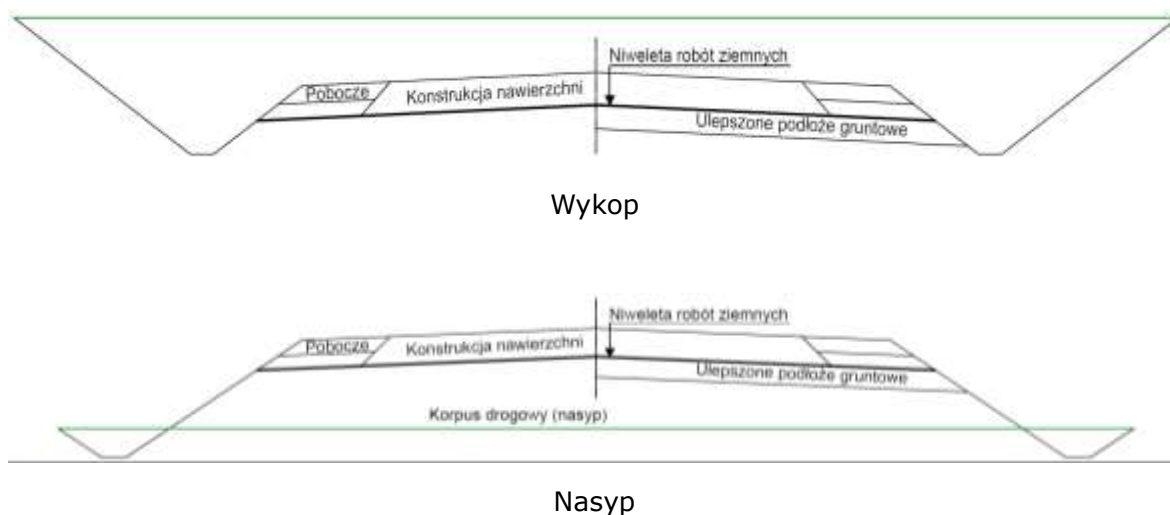 Niweleta robót ziemnych
Pobocze
Konstrukcja nawierzchni
Ulepszone podłoże gruntowe
Wykop
Niweleta robót ziemnych
Pobocze
Konstrukcja nawierzchni
Ulepszone podłoże gruntowe
Korpus drogowy (nasyp)
Nasyp